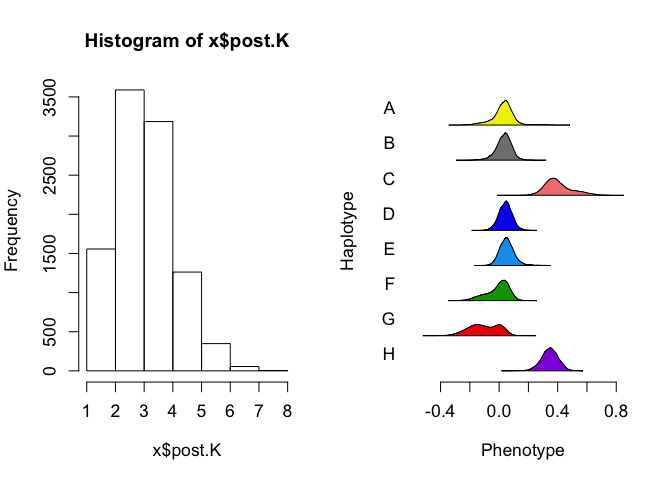 Histogram of x$post.K
Frequency
0
500
1500
2500
3500
1 2 3 4 5 6 7 8
x$post.K
Haplotype
A
B
C
D
E
F
G
H
-0.4 0.0 0.4 0.8
Phenotype